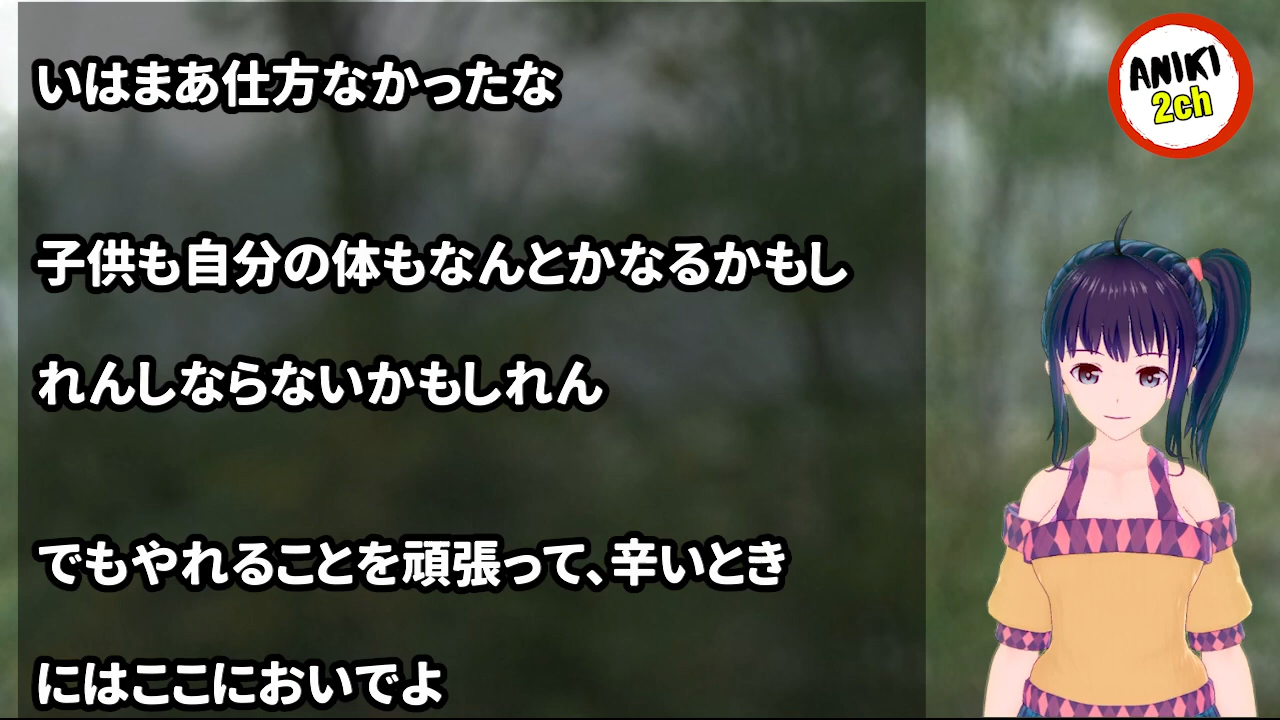 いはまあ仕方なかったな
子供も自分の体もなんとかなるかもし
れんしならないかもしれん
でもやれることを頑張って、辛いとき
にはここにおいでよ
ANIKI
2ch